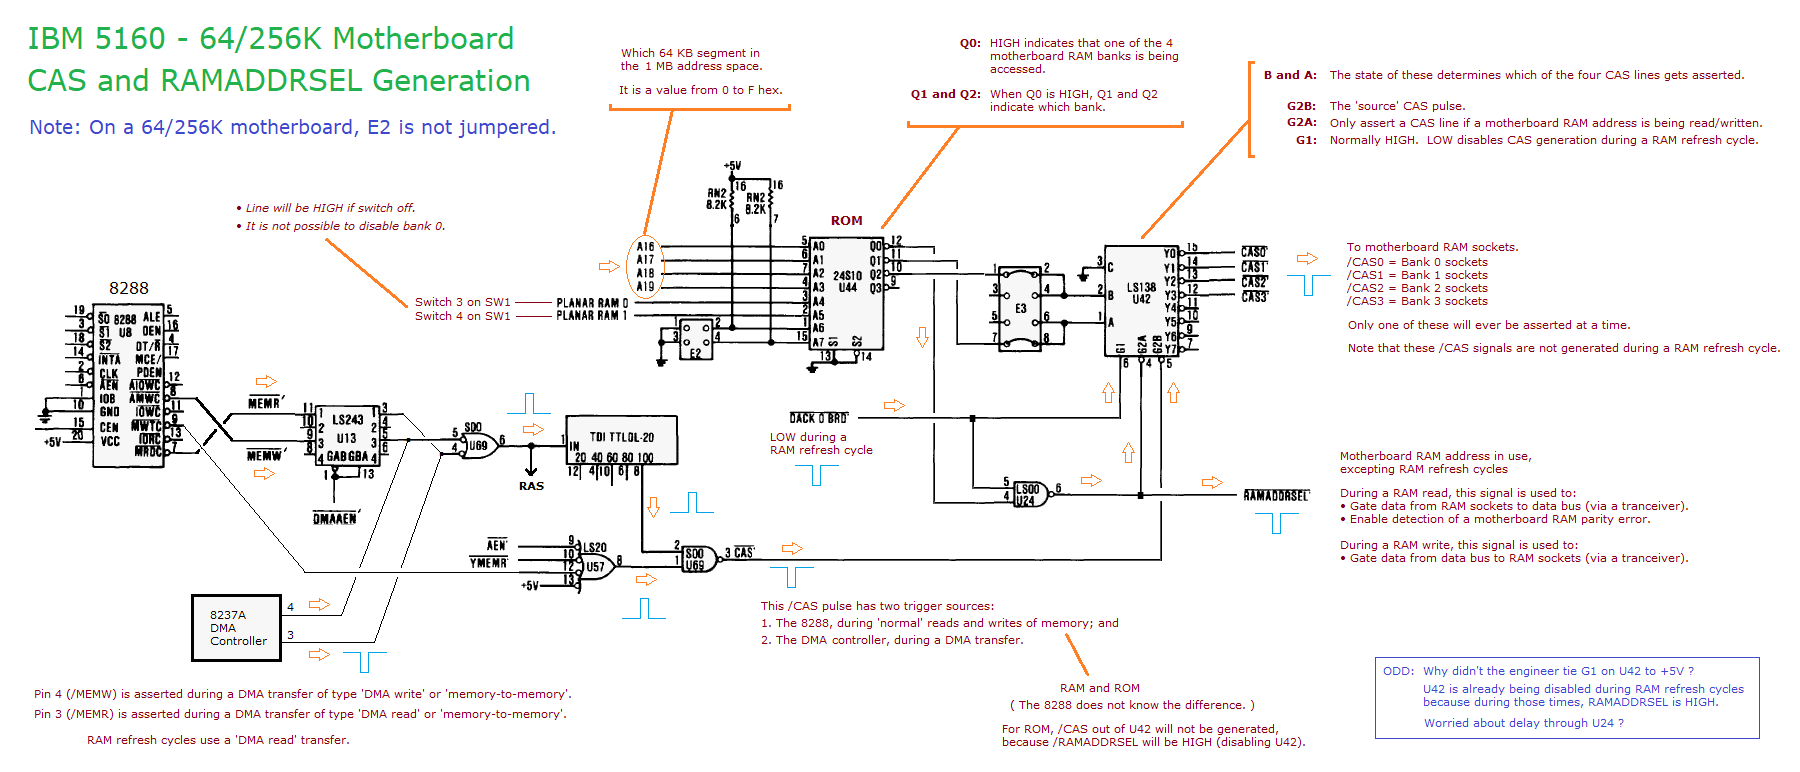 IBM 5160 - 64/256K Motherboard
CAS and RAMADDRSEL Generation
Note: On a 64/256K motherboard, E2 is not jumpered.
Which 64 KB segment in
the 1 MB address space.
It is a value from 0 to F hex.
Q0: HIGH indicates that one of the 4
motherboard RAM banks is being
accessed.
Q1 and Q2: When Q0 is HIGH, Q1 and Q2
indicate which bank.
B and A: The state of these determines which of the four CAS lines gets asserted.
G2B: The 'source' CAS pulse.
G2A: Only assert a CAS line if a motherboard RAM address is being read/written.
G1: Normally HIGH. LOW disables CAS generation during a RAM refresh cycle.
• Line will be HIGH if switch off.
• It is not possible to disable bank 0.
+5V
RN2
8.2K
16
6
RN2
8.2K
16
7
ROM
A16
A17
A18
A19
Switch 3 on SW1
PLANAR RAM 0
Switch 4 on SW1
PLANAR RAM 1
1
2
3
4
E2
5 A0
6 A1
7 A2
4 A3
3 A4
2 A5
1 A6
15 A7
24S10
U44
Q0 12
Q1 11
Q2 10
Q3 9
S1
S2
13
14
1
2
3
4
5
6
7
8
E3
3 C
2 B
1 A
LS138
U42
Y0 15
Y1 14
Y2 13
Y3 12
Y4 11
Y5 10
Y6 9
Y7 7
G1
G2A
G2B
6
4
5
CAS0
CAS1
CAS2
CAS3
To motherboard RAM sockets.
/CAS0 = Bank 0 sockets
/CAS1 = Bank 1 sockets
/CAS2 = Bank 2 sockets
/CAS3 = Bank 3 sockets
Only one of these will ever be asserted at a time.
Note that these /CAS signals are not generated during a RAM refresh cycle.
8288
19 S0
3 S1
18 S2
14 INTA
2 CLK
6 AEN
1 IOB
10 GND
15 CEN
+5V 20 VCC
8288
U8
ALE 5
DEN 16
DT/R 4
MCE/ 17
PDEN
AIOWC 12
AMWC 8
IOWC 11
MWTC 9
IORC 13
MRDC 7
MEMR'
MEMW'
11 1
10 2
9 3
8 4
LS243
U13
1 3
2 4
3 5
4 6
GAB GBA
1
13
DMAAEN'
5
4
S00
U69
6
RAS
1 IN
TDI TTLDL-20
20 40 60 80 100
12 4 10 6 8
DACK 0 BRD'
LOW during a
RAM refresh cycle
5
4
LS00
U24
6
RAMADDRSEL'
Motherboard RAM address in use,
excepting RAM refresh cycles
During a RAM read, this signal is used to:
• Gate data from RAM sockets to data bus (via a tranceiver).
• Enable detection of a motherboard RAM parity error.
During a RAM write, this signal is used to:
• Gate data from data bus to RAM sockets (via a tranceiver).
AEN'
YMEMR'
+5V
9
10
12
13
LS20
U57
8
2
1
S00
U69
3 CAS'
8237A
DMA
Controller
4
3
This /CAS pulse has two trigger sources:
1. The 8288, during 'normal' reads and writes of memory; and
2. The DMA controller, during a DMA transfer.
RAM and ROM
( The 8288 does not know the difference. )
For ROM, /CAS out of U42 will not be generated,
because /RAMADDRSEL will be HIGH (disabling U42).
Pin 4 (/MEMW) is asserted during a DMA transfer of type 'DMA write' or 'memory-to-memory'.
Pin 3 (/MEMR) is asserted during a DMA transfer of type 'DMA read' or 'memory-to-memory'.
RAM refresh cycles use a 'DMA read' transfer.
ODD: Why didn't the engineer tie G1 on U42 to +5V ?
U42 is already being disabled during RAM refresh cycles
because during those times, RAMADDRSEL is HIGH.
Worried about delay through U24 ?